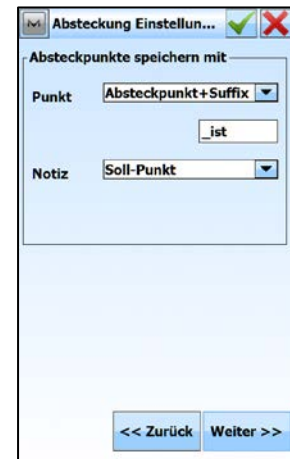 Absteckung Einstellun...
Absteckpunkte speichern mit
Punkt Absteckpunkt+Suffix
_ist
Notiz Soll-Punkt
<< Zurück Weiter >>